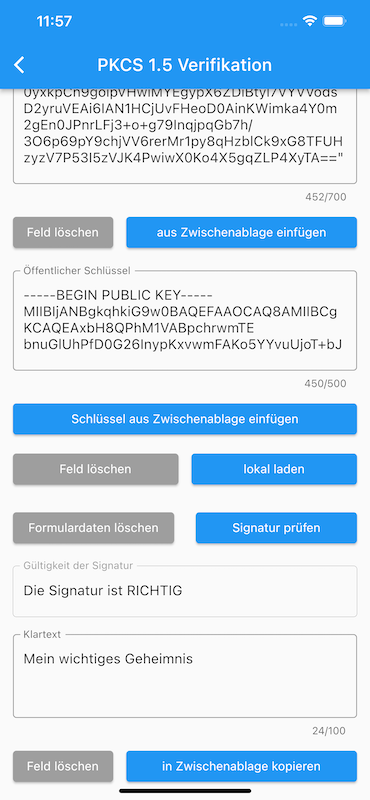 11:57
PKCS 1.5 Verifikation
D2yruVEAi6IAN1HCjUvFHeoD0AinKWimka4Y0m
2gEn0JPnrLFj3+o+g79lnqjpqGb7h/
3O6p69pY9chjVV6rerMr1py8qHzblCk9xG8TFUH
zyzV7P53I5zVJK4PwiwX0Ko4X5gqZLP4XyTA=="
452/700
Feld löschen
aus Zwischenablage einfügen
Öffentlicher Schlüssel
-----BEGIN PUBLIC KEY-----
MIIBIjANBgkqhkiG9w0BAQEFAAOCAQ8AMIIBCg
KCAQEAxbH8QPhM1VABpchrwmTE
bnuGlUhPfD0G26lnypKxvwmFAKo5YYvuUjoT+bJ
450/500
Schlüssel aus Zwischenablage einfügen
Feld löschen
lokal laden
Formulardaten löschen
Signatur prüfen
Gültigkeit der Signatur
Die Signatur ist RICHTIG
Klartext
Mein wichtiges Geheimnis
24/100
Feld löschen
in Zwischenablage kopieren